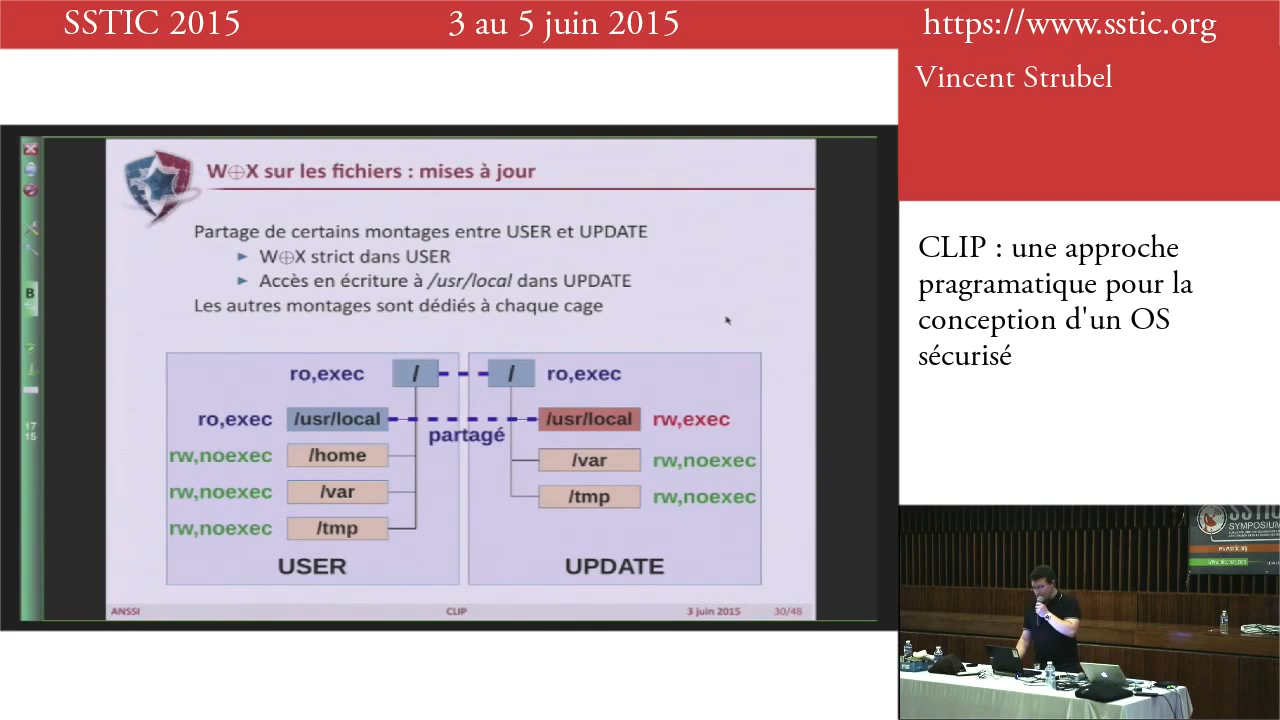 SSTIC 2015
3 au 5 juin 2015
https://www.sstic.org
Vincent Strubel
CLIP : une approche
pragramatique pour la
conception d'un OS
sécurisé
W⊕X sur les fichiers : mises à jour
Partage de certains montages entre USER et UPDATE
► W⊕X strict dans USER
► Accès en écriture à /usr/local dans UPDATE
Les autres montages sont dédiés à chaque cage
ro,exec / / ro,exec
ro,exec /usr/local /usr/local rw,exec
partagé
rw,noexec /home /var rw,noexec
rw,noexec /var /tmp rw,noexec
rw,noexec /tmp
USER UPDATE
ANSSI CLIP 3 juin 2015 30/48
B
17
15
SSTIC
SYMPOSIUM